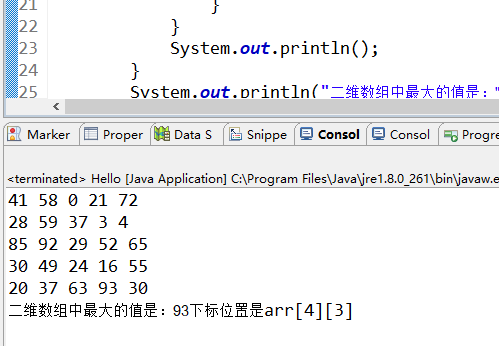 21 }
22 }
23 System.out.println();
24 }
25 System.out.println("二维数组中最大的值是："
Marker Proper Data S Snippe Consol Consol Progre
<terminated> Hello [Java Application] C:\Program Files\Java\jre1.8.0_261\bin\javaw.e
41 58 0 21 72
28 59 37 3 4
85 92 29 52 65
30 49 24 16 55
20 37 63 93 30
二维数组中最大的值是：93下标位置是arr[4][3]